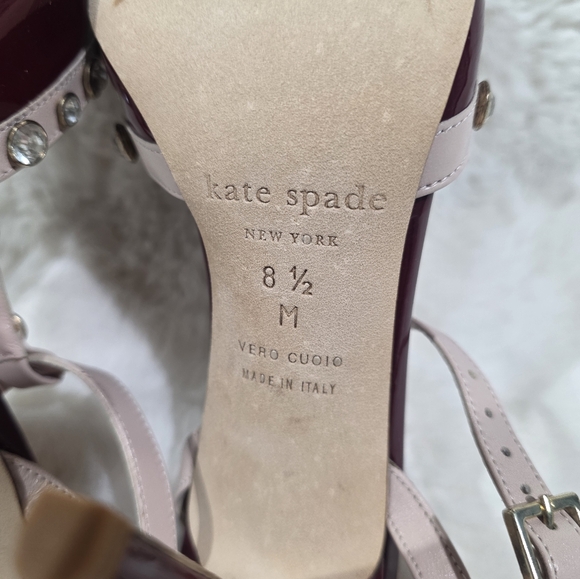 kate spade
NEW YORK
8 ½
M
VERO CUOIO
MADE IN ITALY